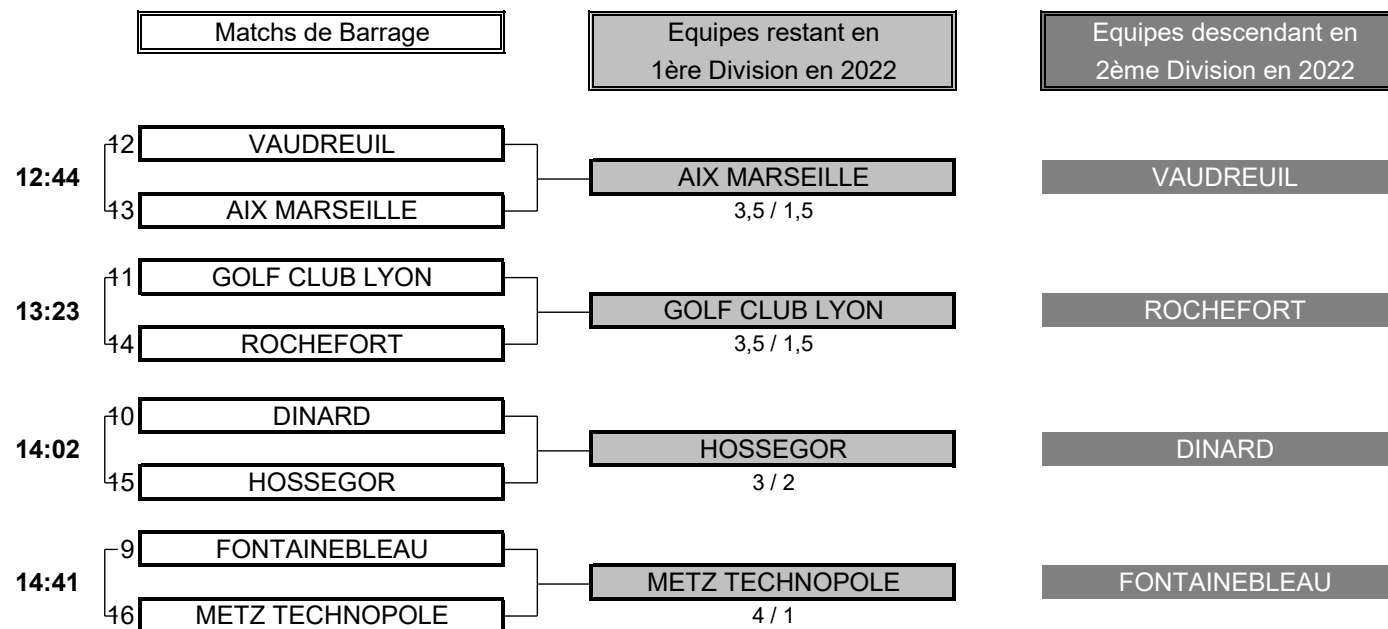 Matchs de Barrage
Equipes restant en
1ère Division en 2022
Equipes descendant en
2ème Division en 2022
12:44
12
VAUDREUIL
13
AIX MARSEILLE
AIX MARSEILLE
3,5 / 1,5
VAUDREUIL
13:23
11
GOLF CLUB LYON
14
ROCHEFORT
GOLF CLUB LYON
3,5 / 1,5
ROCHEFORT
14:02
10
DINARD
15
HOSSEGOR
HOSSEGOR
3 / 2
DINARD
14:41
9
FONTAINEBLEAU
16
METZ TECHNOPOLE
METZ TECHNOPOLE
4 / 1
FONTAINEBLEAU